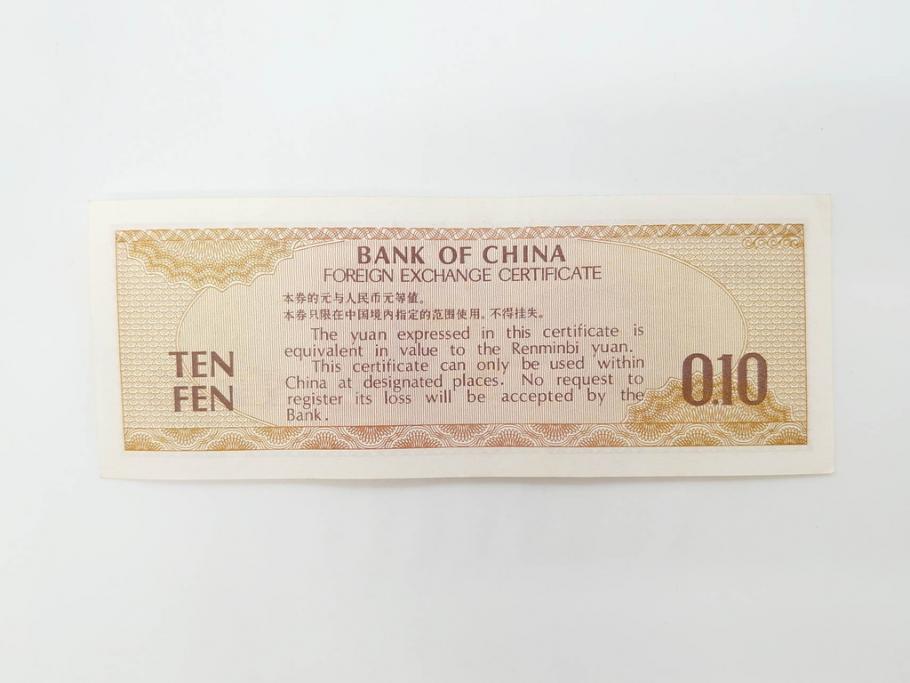 BANK OF CHINA
FOREIGN EXCHANGE CERTIFICATE
本券的元与人民币元等值。
本券只限在中国境内指定的范围使用。不得挂失。
The yuan expressed in this certificate is
equivalent in value to the Renminbi yuan.
This certificate can only be used within
China at designated places. No request to
register its loss will be accepted by the
Bank.
TEN
FEN
0.10